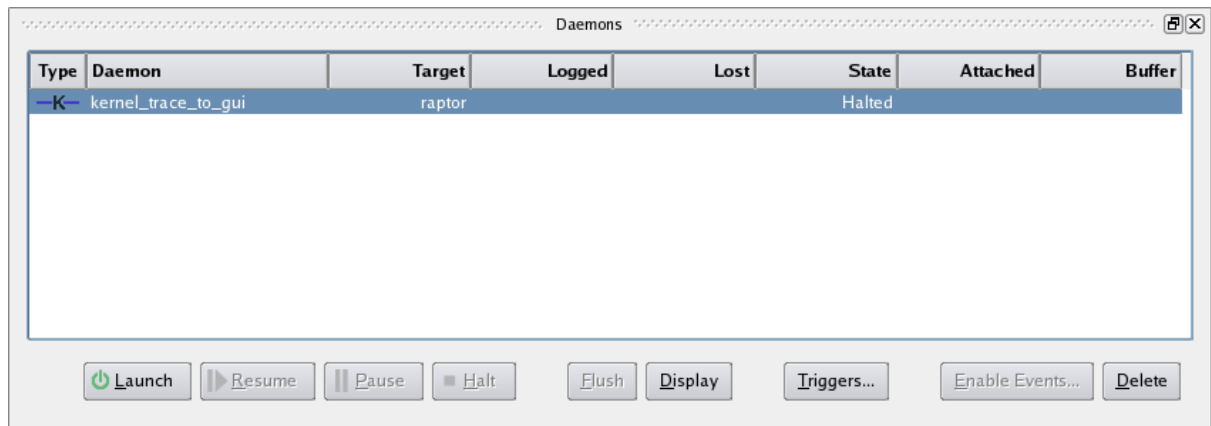 Daemons
Type Daemon Target Logged Lost State Attached Buffer
K kernel_trace_to_gui raptor Halted
Launch Resume Pause Halt Flush Display Triggers... Enable Events... Delete